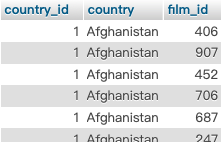 country_id country film_id
1 Afghanistan 406
1 Afghanistan 907
1 Afghanistan 452
1 Afghanistan 706
1 Afghanistan 687
1 Afghanistan 247